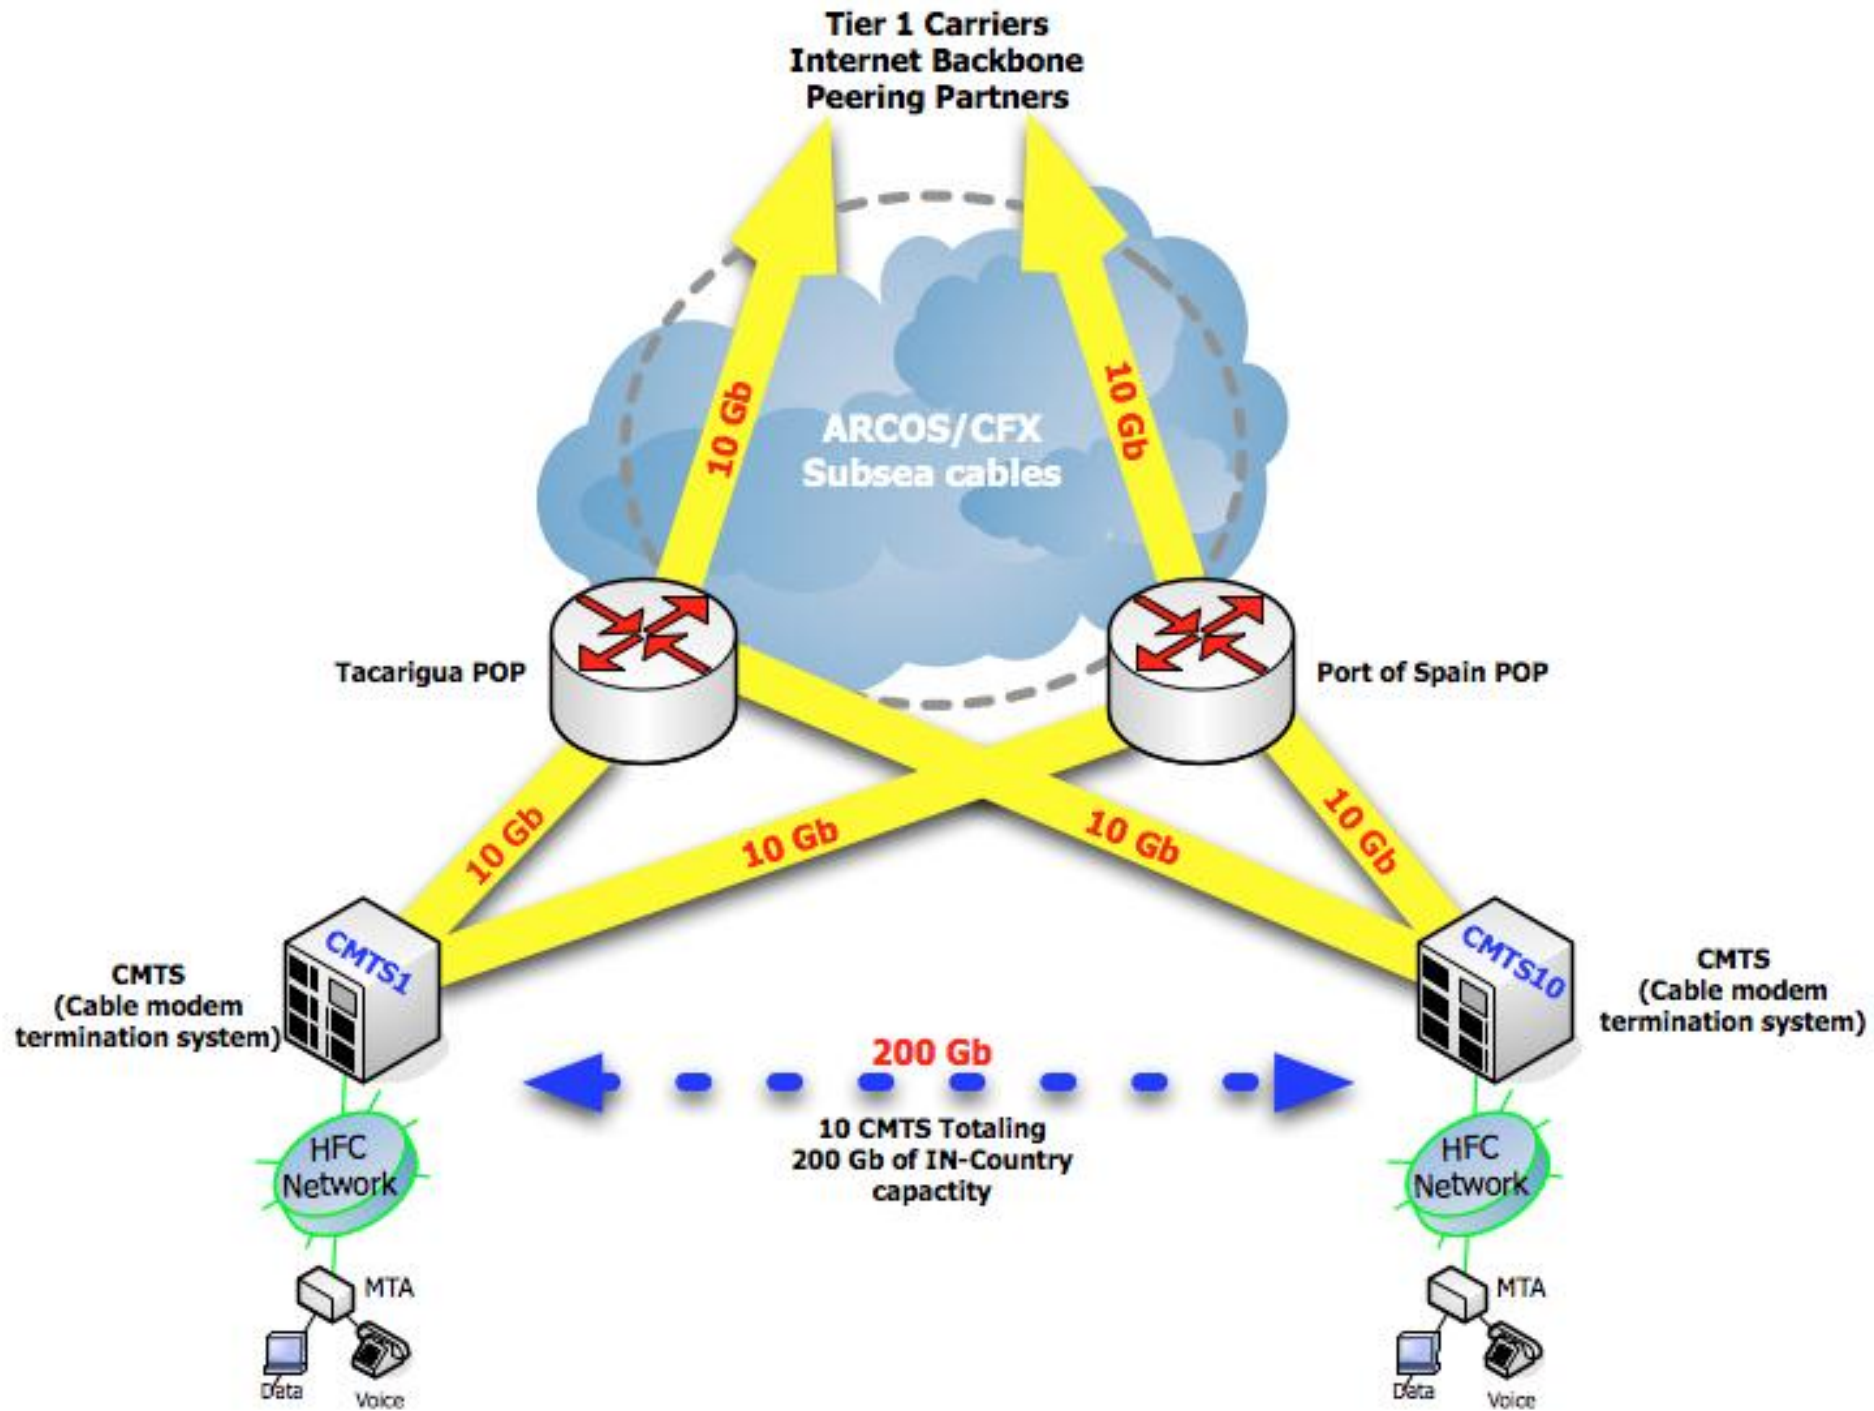 Tier 1 Carriers
Internet Backbone
Peering Partners
10 Gb
10 Gb
ARCOS/CFX
Subsea cables
Tacarigua POP
Port of Spain POP
10 Gb
10 Gb
10 Gb
10 Gb
CMTS1
CMTS10
CMTS
(Cable modem
termination system)
CMTS
(Cable modem
termination system)
200 Gb
10 CMTS Totaling
200 Gb of IN-Country
capactity
HFC
Network
HFC
Network
MTA
MTA
Data
Voice
Data
Voice